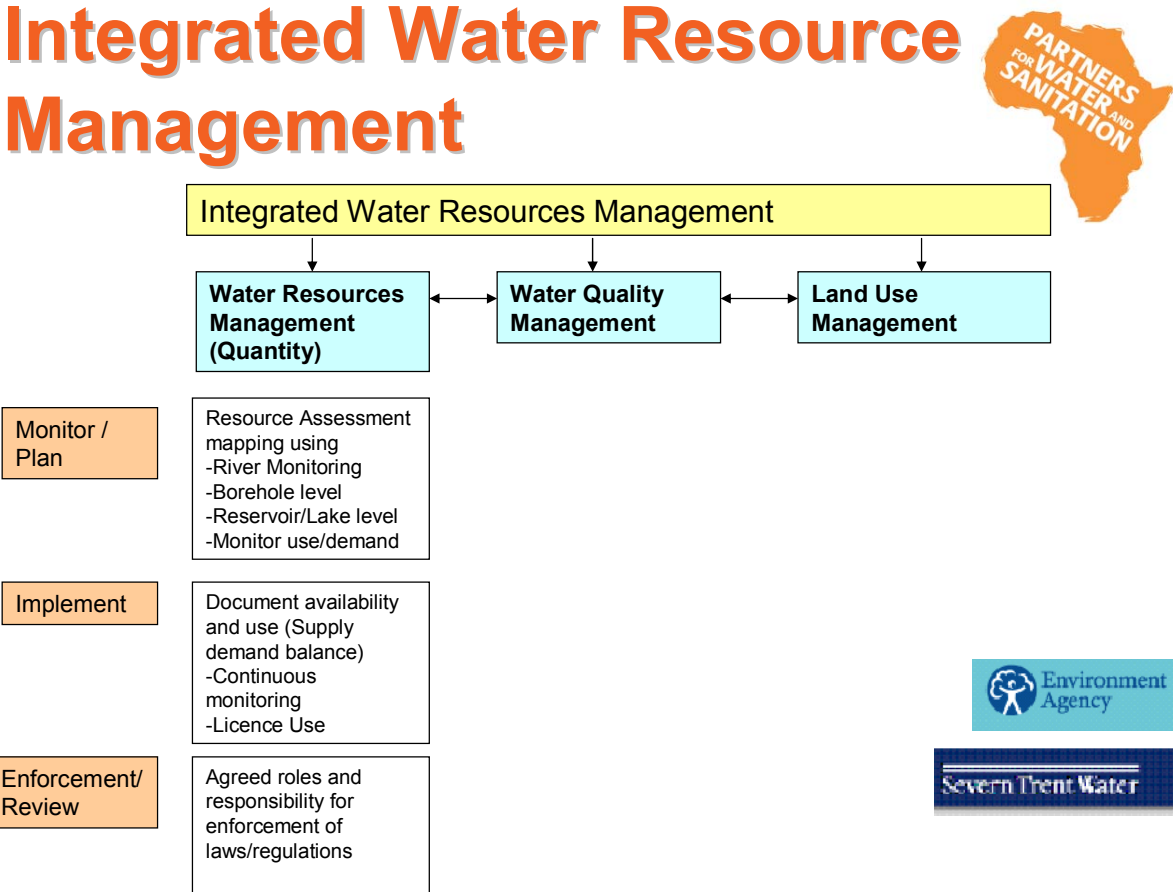 Integrated Water Resource
Management
PARTNERS
FOR WATER AND
SANITATION
Integrated Water Resources Management
Water Resources
Management
(Quantity)
Water Quality
Management
Land Use
Management
Monitor /
Plan
Resource Assessment
mapping using
-River Monitoring
-Borehole level
-Reservoir/Lake level
-Monitor use/demand
Implement
Document availability
and use (Supply
demand balance)
-Continuous
monitoring
-Licence Use
Enforcement/
Review
Agreed roles and
responsibility for
enforcement of
laws/regulations
Environment
Agency
Severn Trent Water